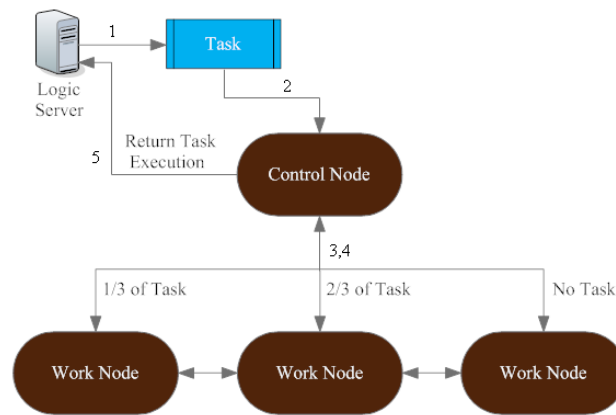 1
Task
2
Logic
Server
5
Return Task
Execution
Control Node
3,4
1/3 of Task
2/3 of Task
No Task
Work Node
Work Node
Work Node